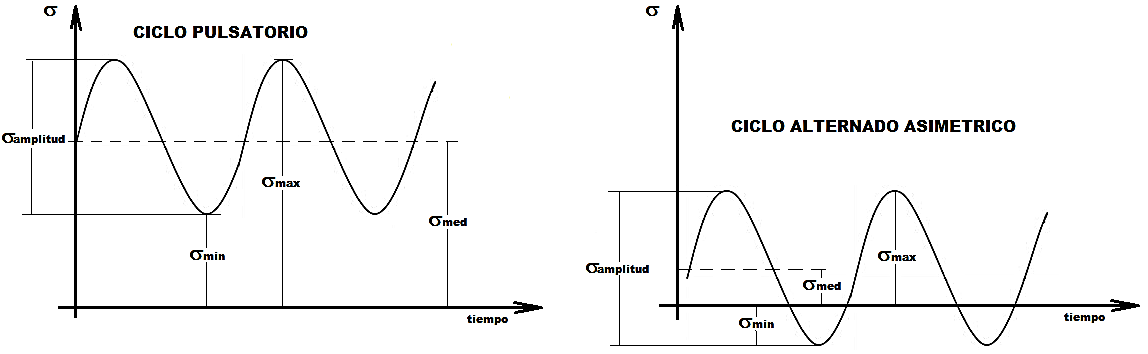 σ
CICLO PULSATORIO
σamplitud
σmax
σmed
σmin
tiempo
σ
CICLO ALTERNADO ASIMETRICO
σamplitud
σmax
σmed
σmin
tiempo